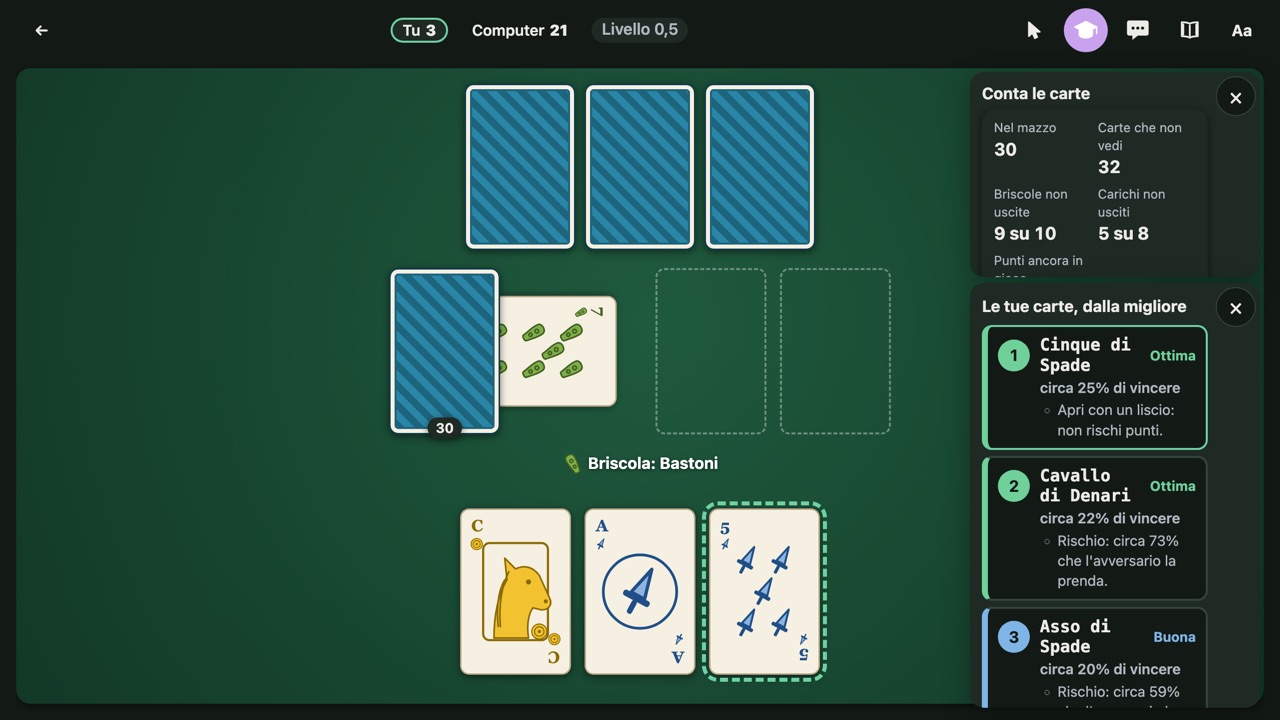 Tu 3
Computer 21
Livello 0,5
Aa
Conta le carte
Nel mazzo
30
Carte che non
vedi
32
Briscole non
uscite
9 su 10
Carichi non
usciti
5 su 8
Punti ancora in
7
30
Briscola: Bastoni
C
C
A
A
5
5
Le tue carte, dalla migliore
1
Cinque di
Spade
Ottima
circa 25% di vincere
Apri con un liscio:
non rischi punti.
2
Cavallo
di Denari
Ottima
circa 22% di vincere
Rischio: circa 73%
che l'avversario la
prenda.
3
Asso di
Spade
Buona
circa 20% di vincere
Rischio: circa 59%